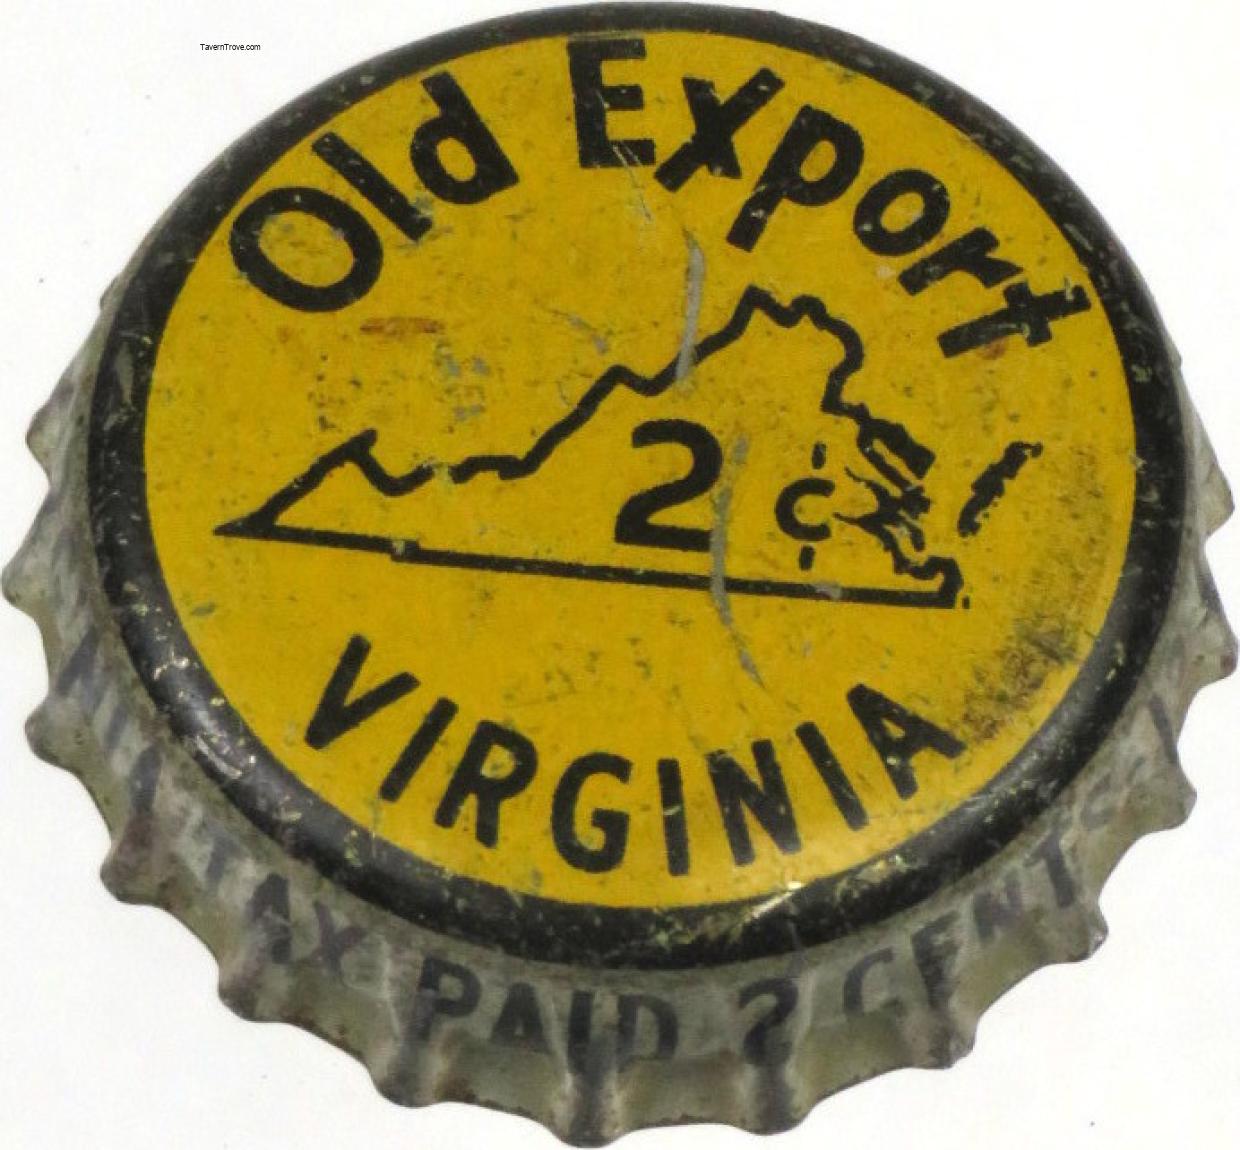 TavernTrove.com
Old Export
2¢
VIRGINIA
TAX PAID 2 CENTS